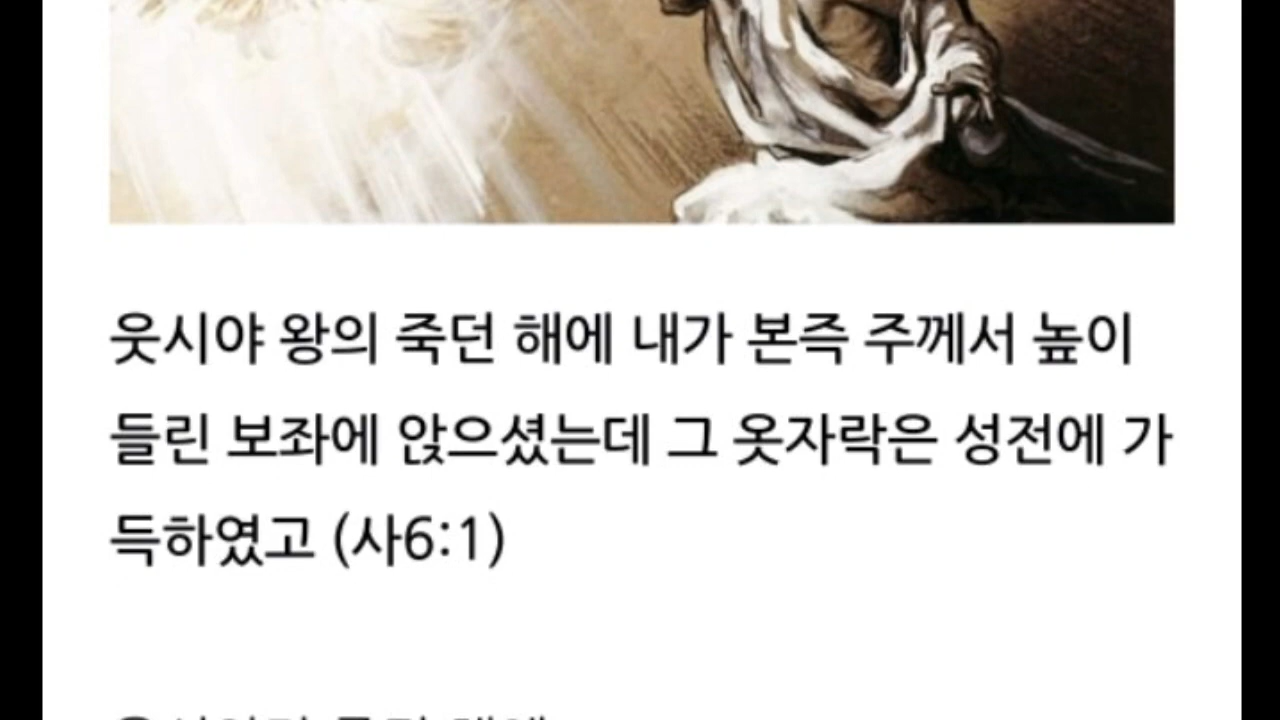 웃시야 왕의 죽던 해에 내가 본즉 주께서 높이
들린 보좌에 앉으셨는데 그 옷자락은 성전에 가
득하였고 (사6:1)